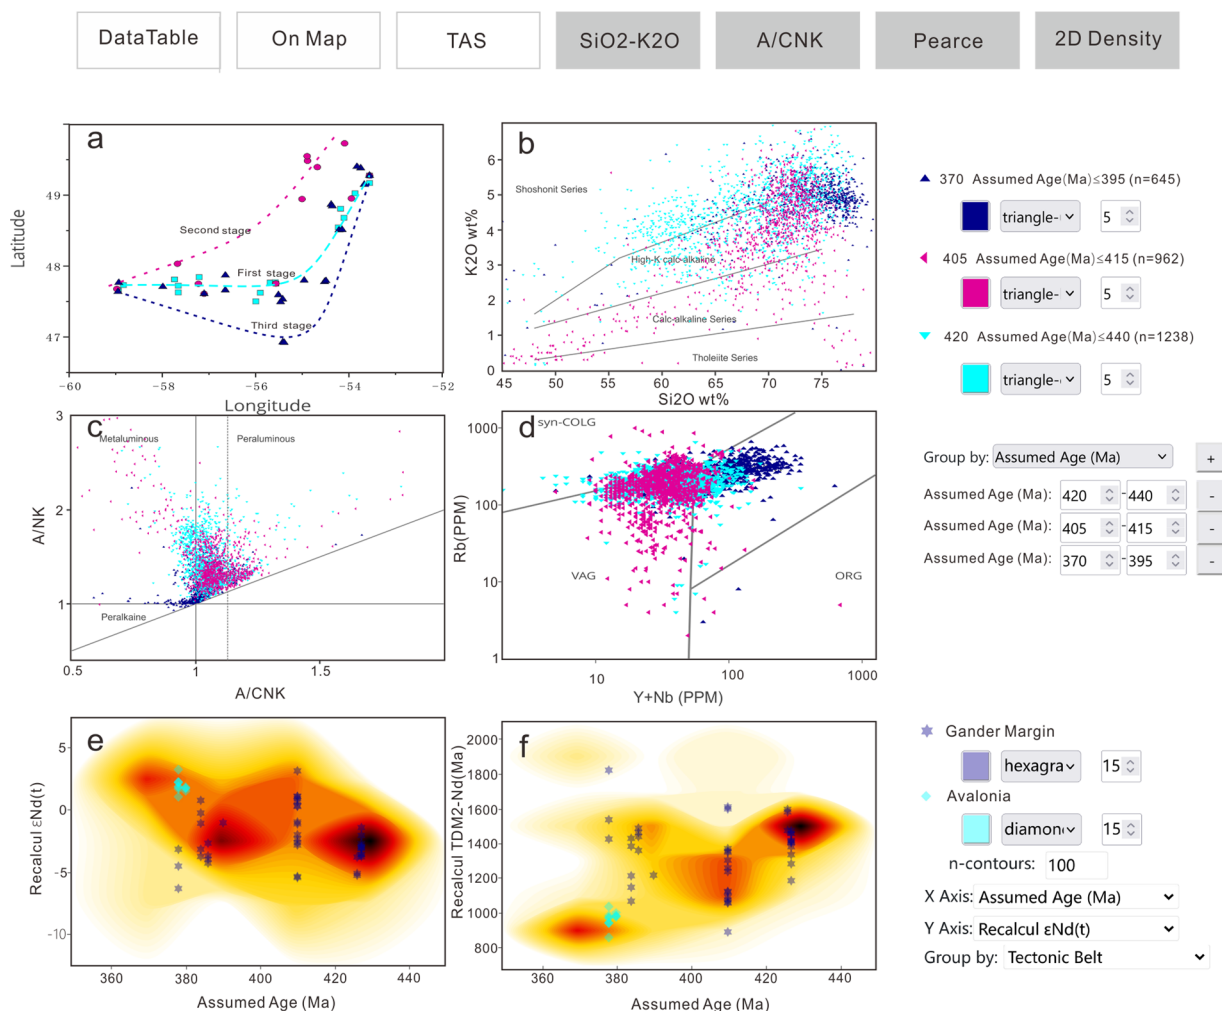 DataTable
On Map
TAS
SiO2-K2O
A/CNK
Pearce
2D Density
a
Latitude
49
48
47
-60
-58
-56
-54
-52
Longitude
Second stage
First stage
Third stage
b
K2O wt%
6
5
4
3
2
1
0
45
50
55
60
65
70
75
Si2O wt%
Shoshonit Series
High-K calc-alkaline
Calc-alkaline Series
Tholeiite Series
370 Assumed Age(Ma)≤395 (n=645)
triangle-
5
405 Assumed Age(Ma)≤415 (n=962)
triangle-
5
420 Assumed Age(Ma)≤440 (n=1238)
triangle-
5
c
A/NK
3
2
1
0.5
1
1.5
A/CNK
Metaluminous
Peraluminous
Peralkaine
d
Rb(PPM)
1000
100
10
1
10
100
1000
Y+Nb (PPM)
syn-COLG
VAG
ORG
Group by: Assumed Age (Ma) +
Assumed Age (Ma): 420 - 440 -
Assumed Age (Ma): 405 - 415 -
Assumed Age (Ma): 370 - 395 -
e
Recalcul εNd(t)
5
0
-5
-10
360
380
400
420
440
Assumed Age (Ma)
f
Recalcul TDM2-Nd(Ma)
2000
1800
1600
1400
1200
1000
800
360
380
400
420
440
Assumed Age (Ma)
Gander Margin
hexagra
15
Avalonia
diamon
15
n-contours: 100
X Axis: Assumed Age (Ma)
Y Axis: Recalcul εNd(t)
Group by: Tectonic Belt